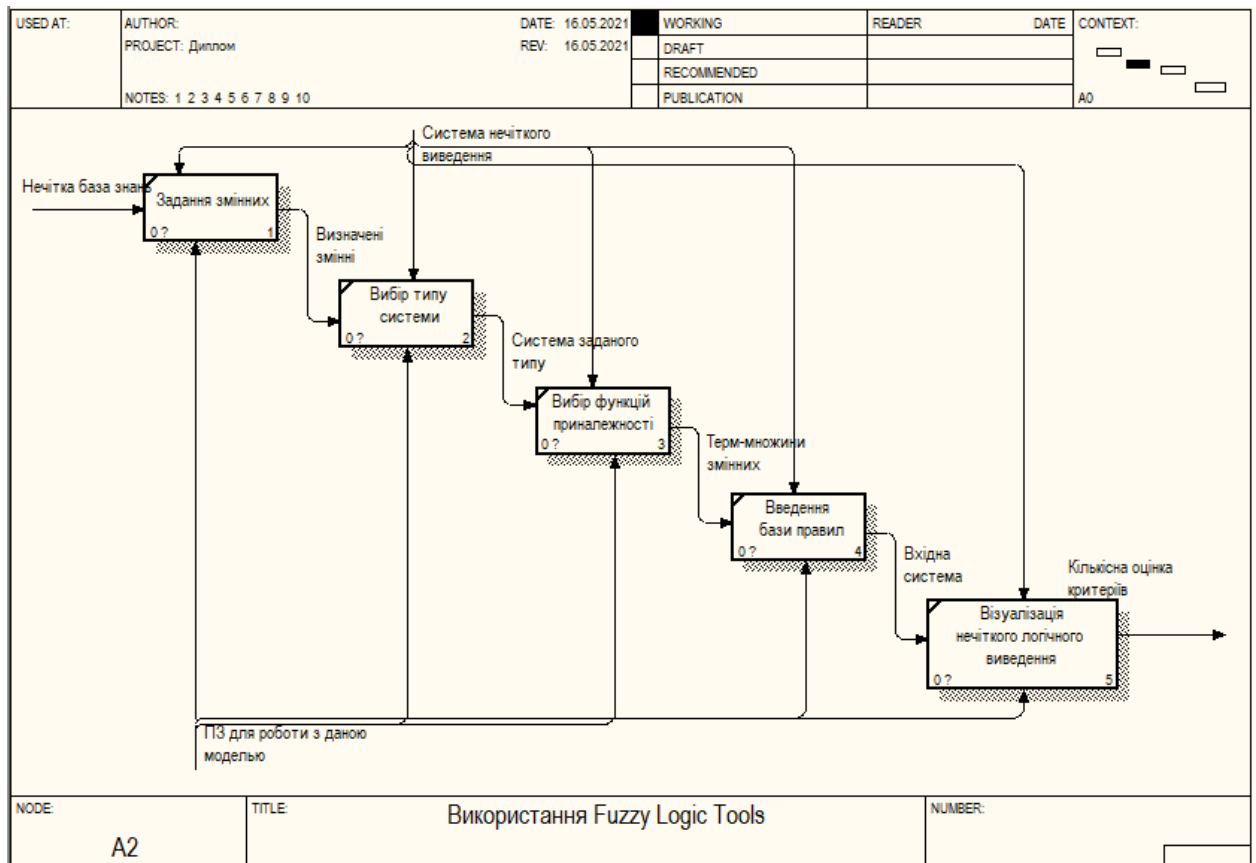 USED AT:
AUTHOR:
DATE: 16.05.2021
WORKING
READER
DATE
CONTEXT:
PROJECT: Диплом
REV: 16.05.2021
DRAFT
RECOMMENDED
NOTES: 1 2 3 4 5 6 7 8 9 10
PUBLICATION
A0
Система нечіткого
виведення
Нечітка база знань
Задання змінних
0 ?
1
Визначені
змінні
Вибір типу
системи
0 ?
2
Система заданого
типу
Вибір функцій
приналежності
0 ?
3
Терм-множини
змінних
Введення
бази правил
0 ?
4
Вхідна
система
Кількісна оцінка
критеріїв
Візуалізація
нечіткого логічного
виведення
0 ?
5
ПЗ для роботи з даною
моделью
NODE:
TITLE:
Використання Fuzzy Logic Tools
NUMBER:
A2